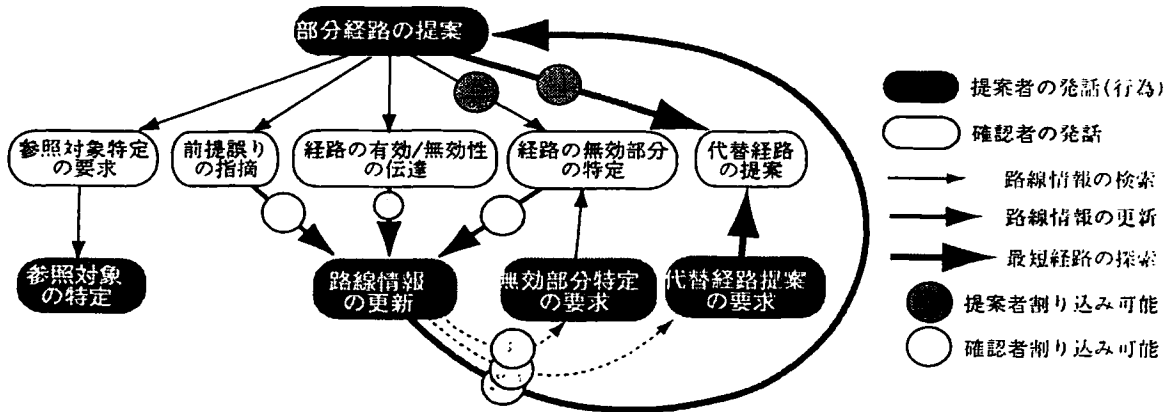 部分経路の提案
参照対象特定
の要求
前提誤り
の指摘
経路の有効/無効性
の伝達
経路の無効部分
の特定
代替経路
の提案
参照対象
の特定
路線情報
の更新
無効部分特定
の要求
代替経路提案
の要求
提案者の発話(行為)
確認者の発話
路線情報の検索
路線情報の更新
最短経路の探索
提案者割り込み可能
確認者割り込み可能